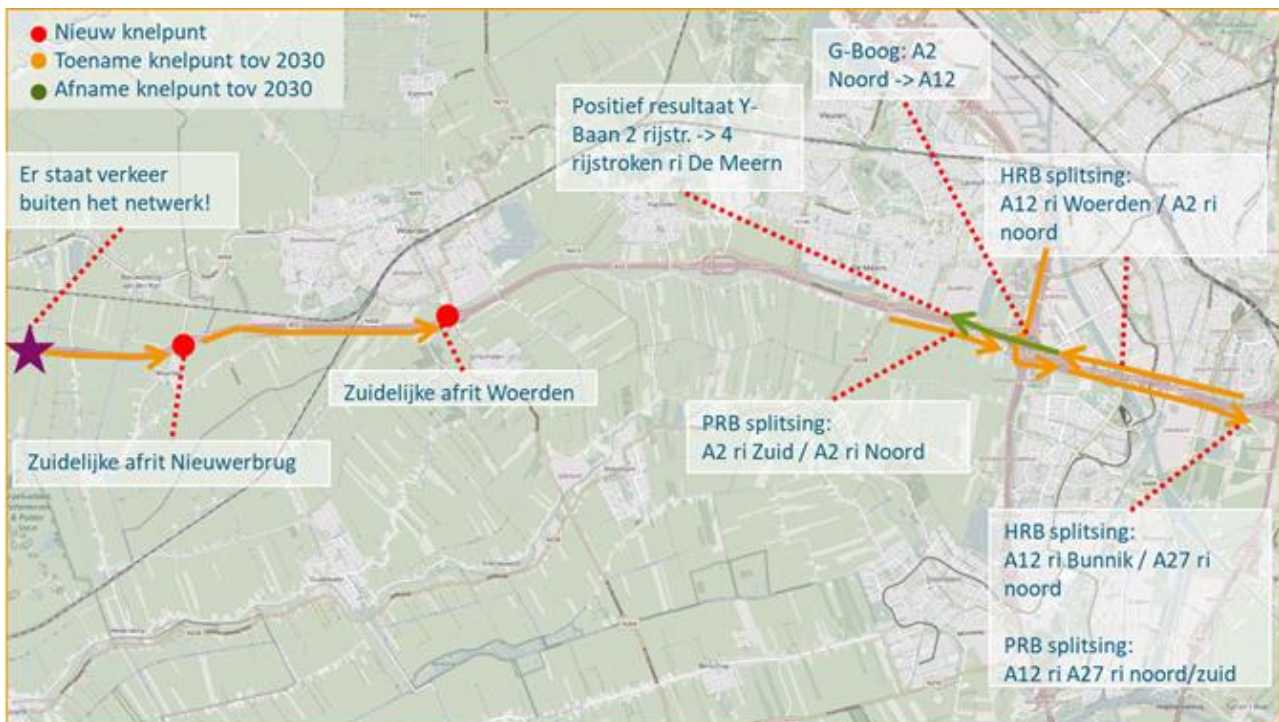 Nieuw knelpunt
Toename knelpunt tov 2030
Afname knelpunt tov 2030
Er staat verkeer
buiten het netwerk!
Positief resultaat Y-
Baan 2 rijstr. -> 4
rijstroken ri De Meern
G-Boog: A2
Noord -> A12
HRB splitsing:
A12 ri Woerden / A2 ri
noord
Zuidelijke afrit Woerden
Zuidelijke afrit Nieuwerbrug
PRB splitsing:
A2 ri Zuid / A2 ri Noord
HRB splitsing:
A12 ri Bunnik / A27 ri
noord
PRB splitsing:
A12 ri A27 ri noord/zuid
Woerden
De Meern